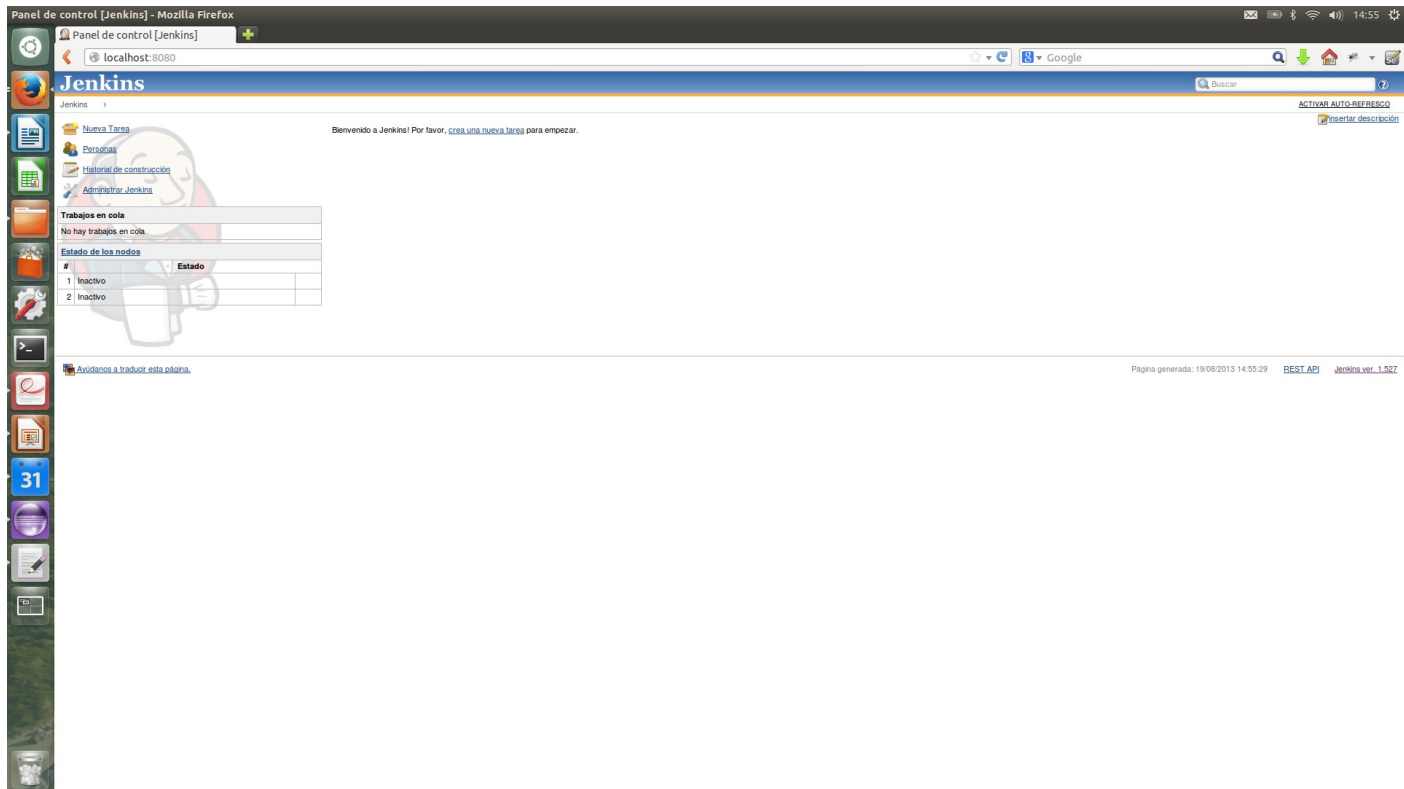 Panel de control [Jenkins] - Mozilla Firefox
14:55
Panel de control [Jenkins]
localhost:8080
Google
Jenkins
Buscar
Jenkins
ACTIVAR AUTO-REFRESCO
Insertar descripción
Nueva Tarea
Bienvenido a Jenkins! Por favor, crea una nueva tarea para empezar.
Personas
Historial de construcción
Administrar Jenkins
Trabajos en cola
No hay trabajos en cola
Estado de los nodos
# Estado
1 Inactivo
2 Inactivo
Ayúdanos a traducir esta página.
Página generada: 19/08/2013 14:55:29 REST API Jenkins ver. 1.527
31